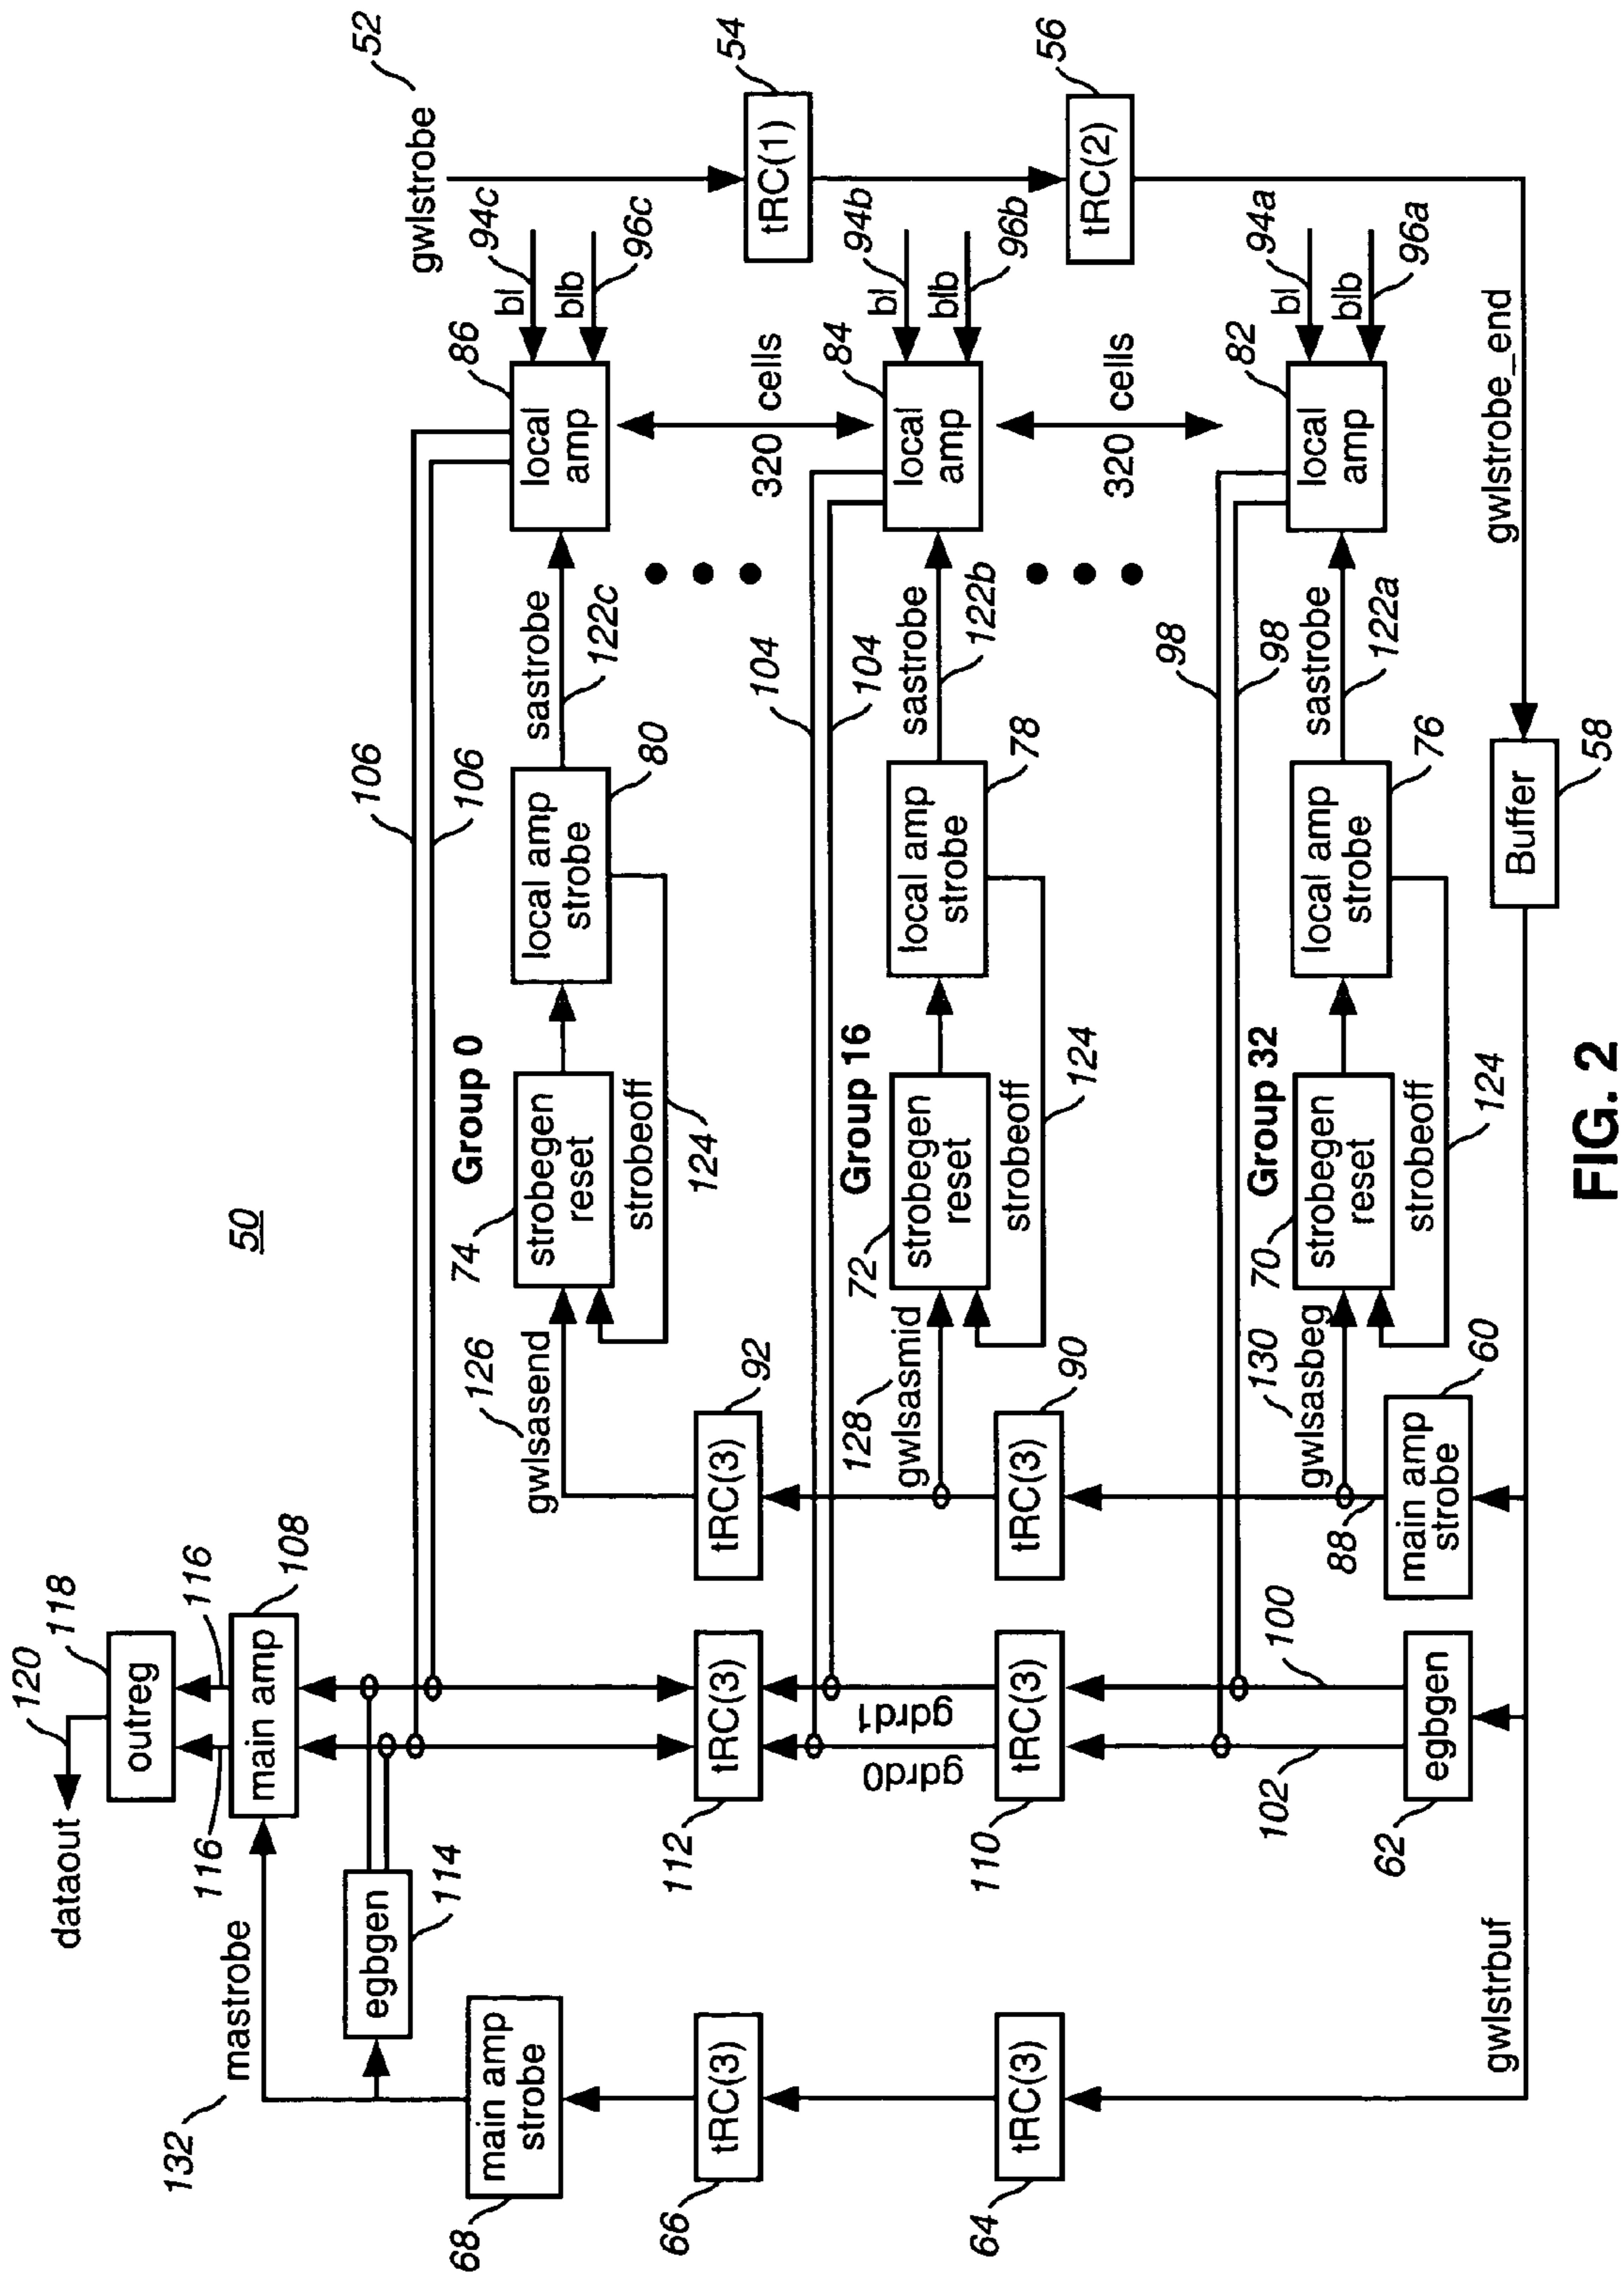 50
dataout
120
118
outreg
116
116
108
main amp
132
mastrobe
egbgen
114
68
main amp
strobe
66
tRC(3)
64
tRC(3)
gwlstrbuf
112
tRC(3)
gdrd0
gdrd1
110
tRC(3)
102
100
62
egbgen
126
gwlsasend
92
tRC(3)
128
gwlsasmid
90
tRC(3)
130
gwlsasbeg
88
60
main amp
strobe
106
106
Group 0
74
strobegen
reset
strobeoff
124
80
local amp
strobe
sastrobe
122c
86
local
amp
bl
94c
blb
96c
gwlstrobe
52
320 cells
104
104
Group 16
72
strobegen
reset
strobeoff
124
78
local amp
strobe
sastrobe
122b
84
local
amp
bl
94b
blb
96b
tRC(1)
54
320 cells
98
98
Group 32
70
strobegen
reset
strobeoff
124
76
local amp
strobe
sastrobe
122a
82
local
amp
bl
94a
blb
96a
tRC(2)
56
gwlstrobe_end
Buffer
58
FIG. 2